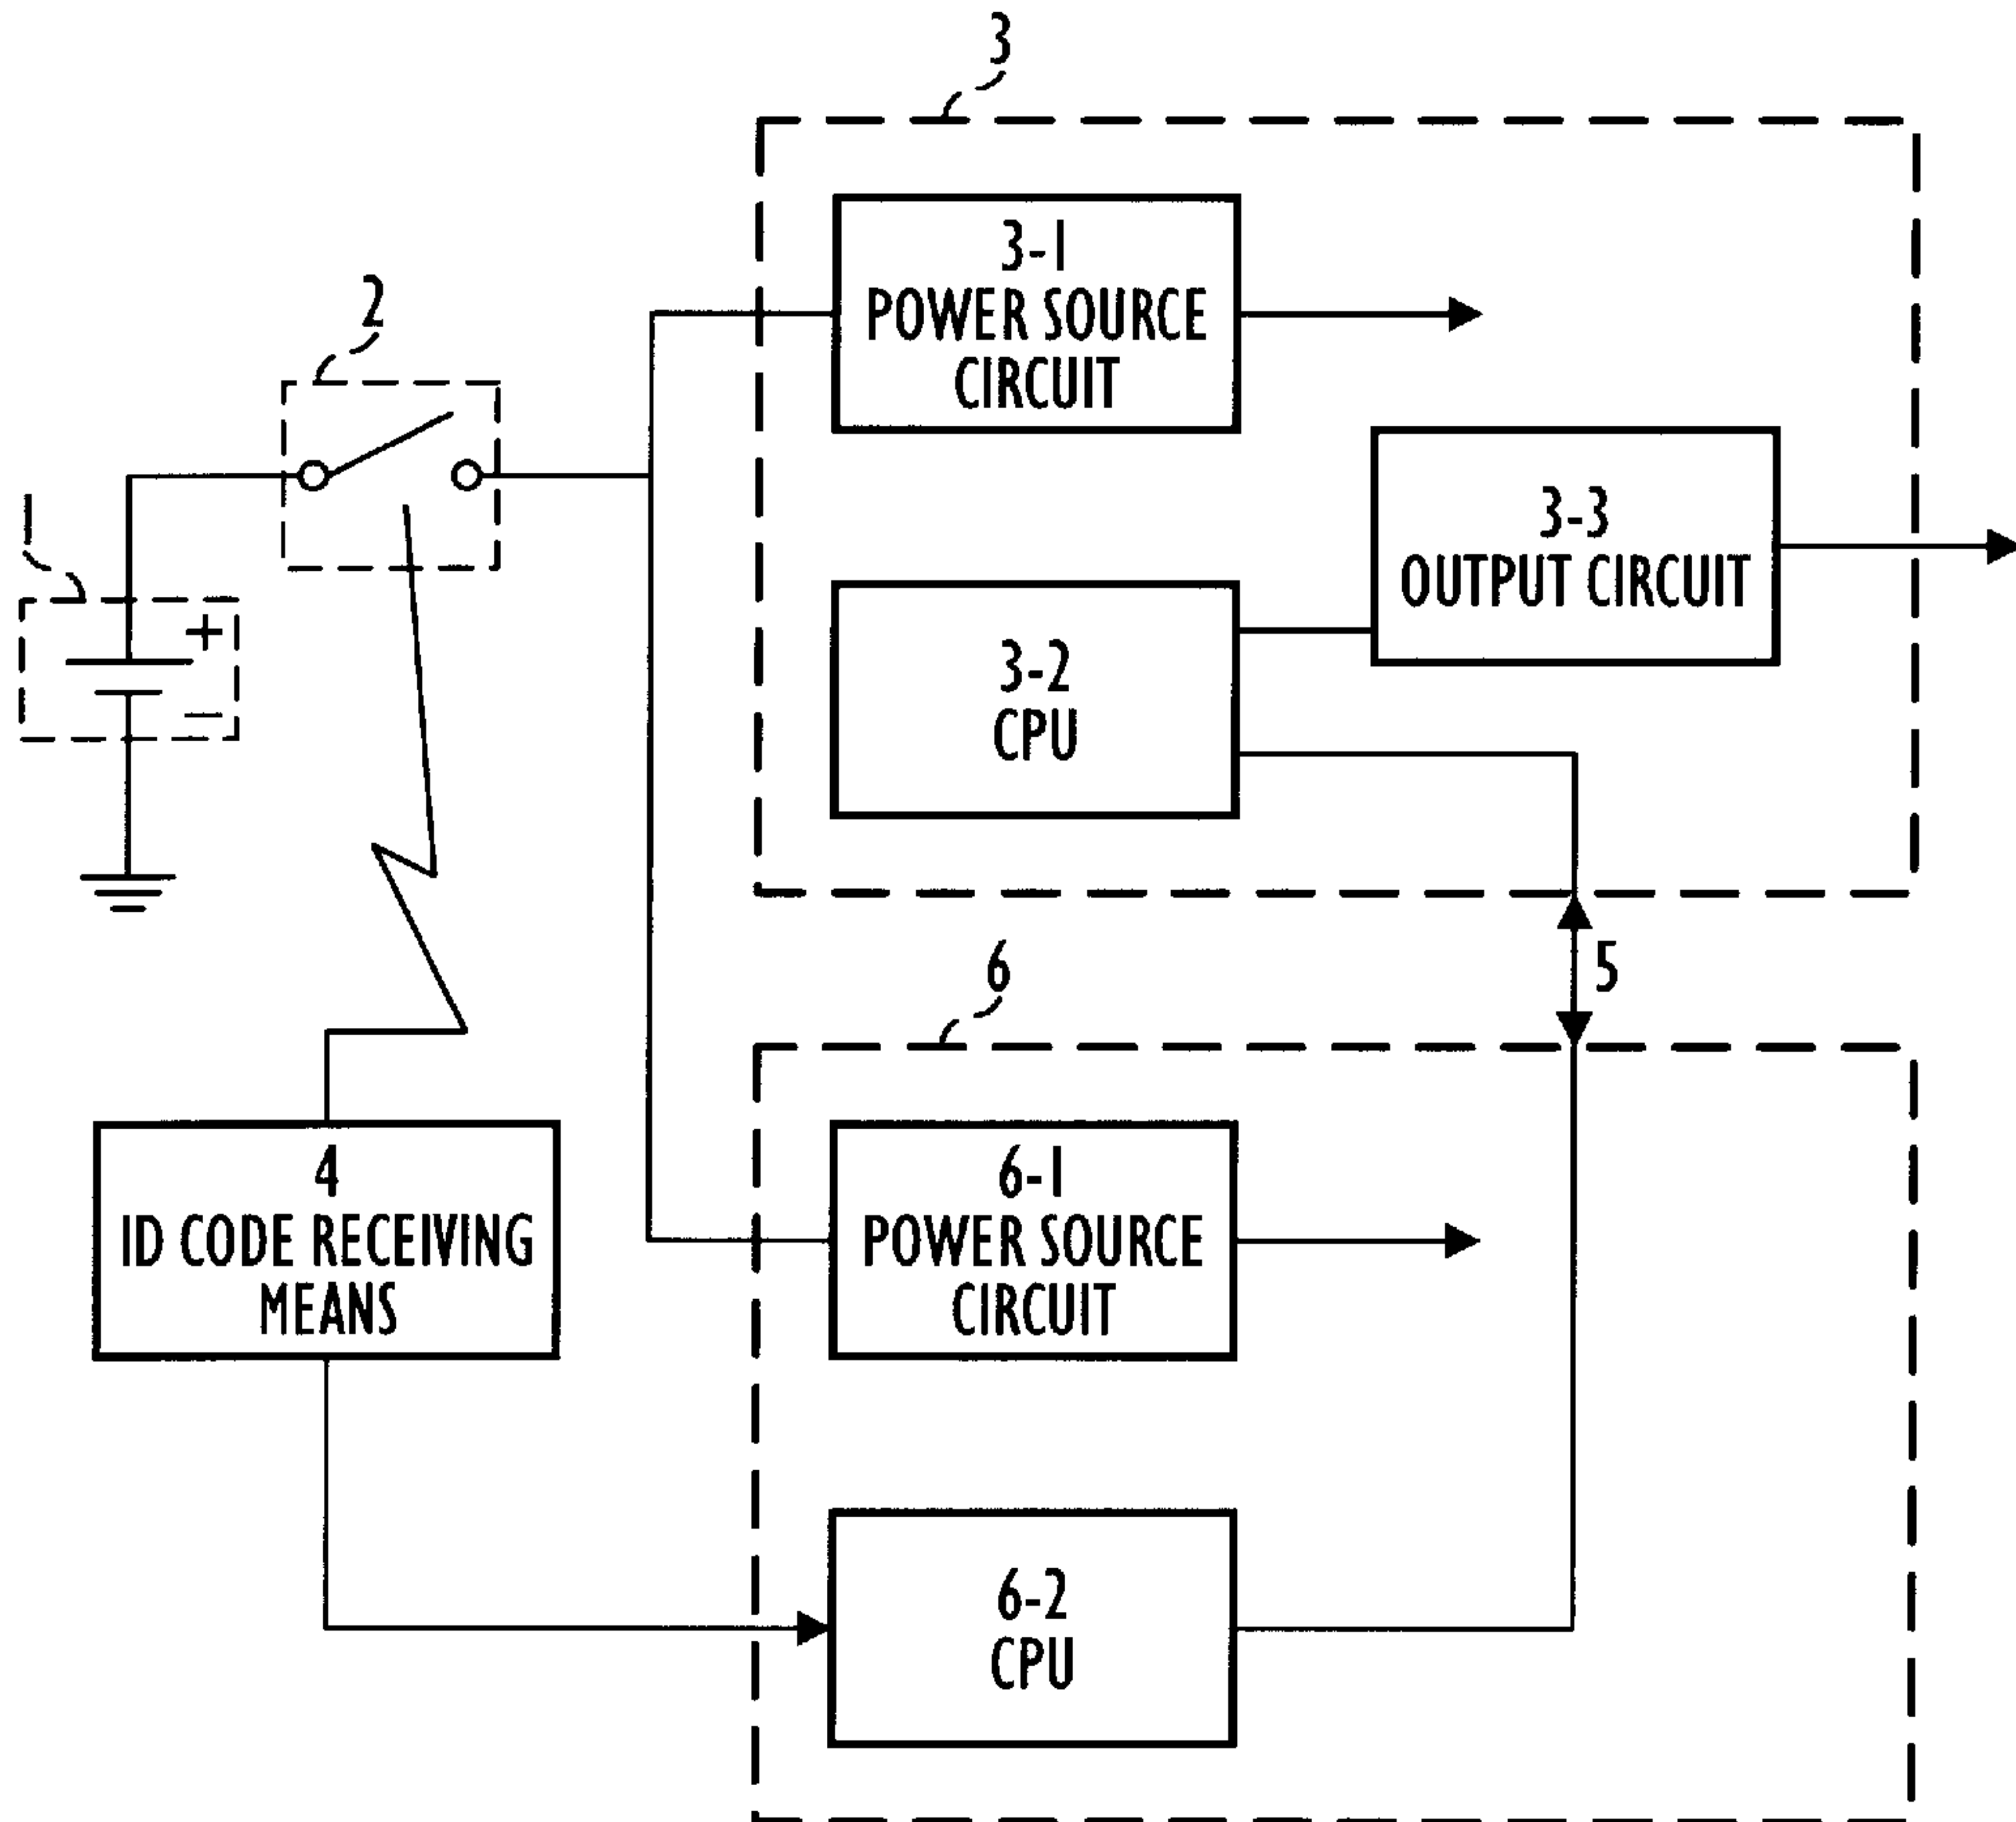 3
3-1
POWER SOURCE
CIRCUIT
2
1
+
−
3-3
OUTPUT CIRCUIT
3-2
CPU
5
6
4
ID CODE RECEIVING
MEANS
6-1
POWER SOURCE
CIRCUIT
6-2
CPU